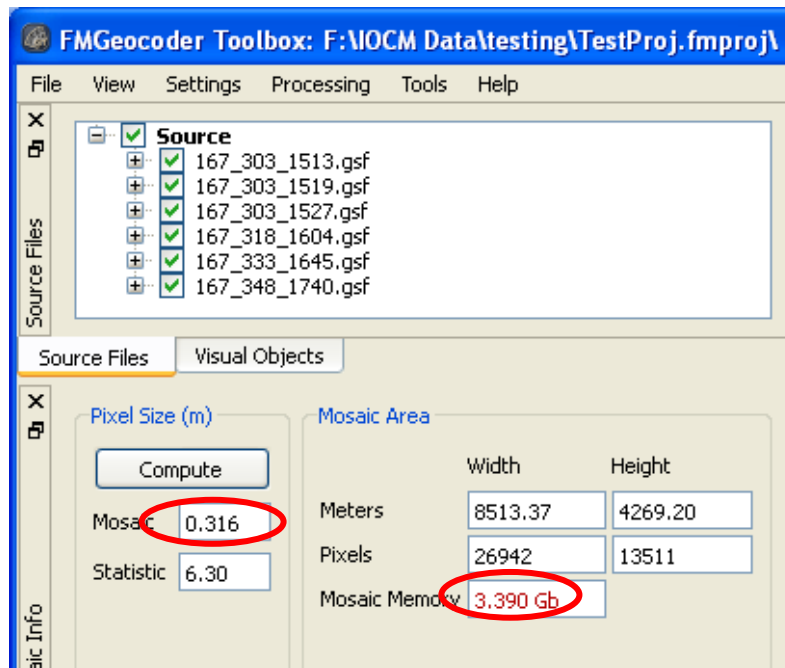 FMGeocoder Toolbox: F:\IOCM Data\testing\TestProj.fmproj\
File View Settings Processing Tools Help
Source Files
Source
167_303_1513.gsf
167_303_1519.gsf
167_303_1527.gsf
167_318_1604.gsf
167_333_1645.gsf
167_348_1740.gsf
Source Files Visual Objects
Pixel Size (m) Mosaic Area
Compute Width Height
Mosaic 0.316 Meters 8513.37 4269.20
Statistic 6.30 Pixels 26942 13511
Mosaic Memory 3.390 Gb
Info